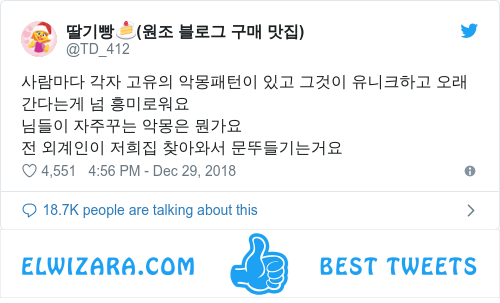 딸기빵🍰(원조 블로그 구매 맛집)
@TD_412
사람마다 각자 고유의 악몽패턴이 있고 그것이 유니크하고 오래
간다는게 넘 흥미로워요
님들이 자주꾸는 악몽은 뭔가요
전 외계인이 저희집 찾아와서 문뚜들기는거요
4,551 4:56 PM - Dec 29, 2018
18.7K people are talking about this
ELWIZARA.COM BEST TWEETS